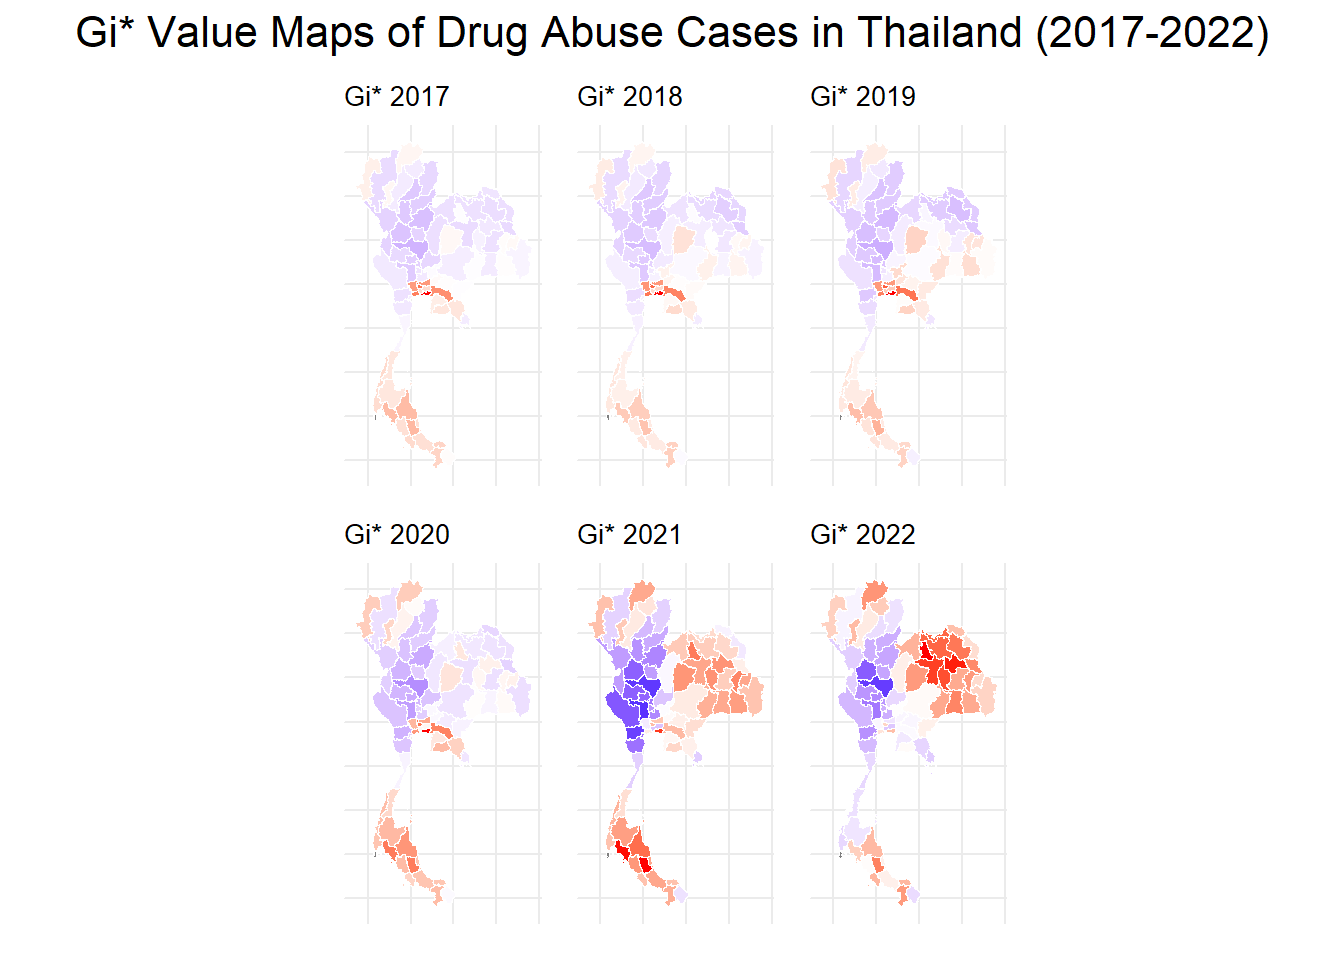 Gi* Value Maps of Drug Abuse Cases in Thailand (2017-2022)
Gi* 2017
Gi* 2018
Gi* 2019
Gi* 2020
Gi* 2021
Gi* 2022